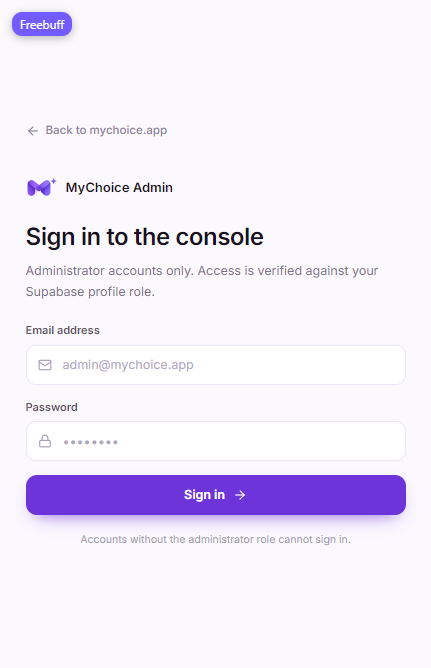 Freebuff
Back to mychoice.app
MyChoice Admin
Sign in to the console
Administrator accounts only. Access is verified against your
Supabase profile role.
Email address
admin@mychoice.app
Password
••••••••
Sign in
Accounts without the administrator role cannot sign in.